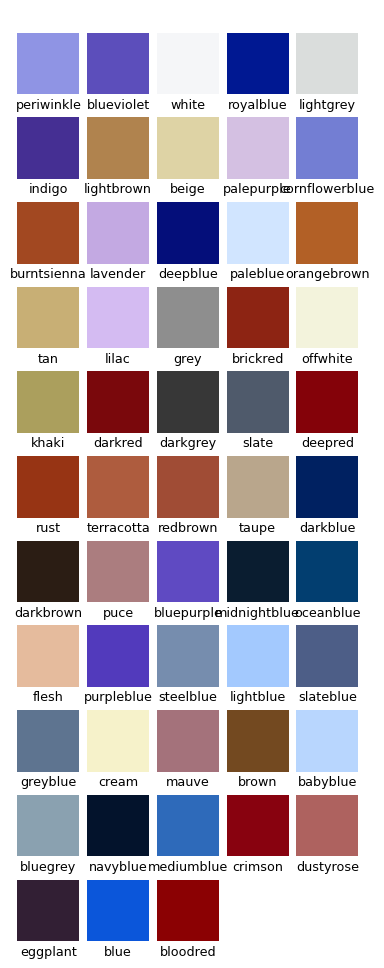 periwinkle blueviolet white royalblue lightgrey
indigo lightbrown beige palepurple cornflowerblue
burntsienna lavender deepblue paleblue orangebrown
tan lilac grey brickred offwhite
khaki darkred darkgrey slate deepred
rust terracotta redbrown taupe darkblue
darkbrown puce bluepurple midnightblue oceanblue
flesh purpleblue steelblue lightblue slateblue
greyblue cream mauve brown babyblue
bluegrey navyblue mediumblue crimson dustyrose
eggplant blue bloodred